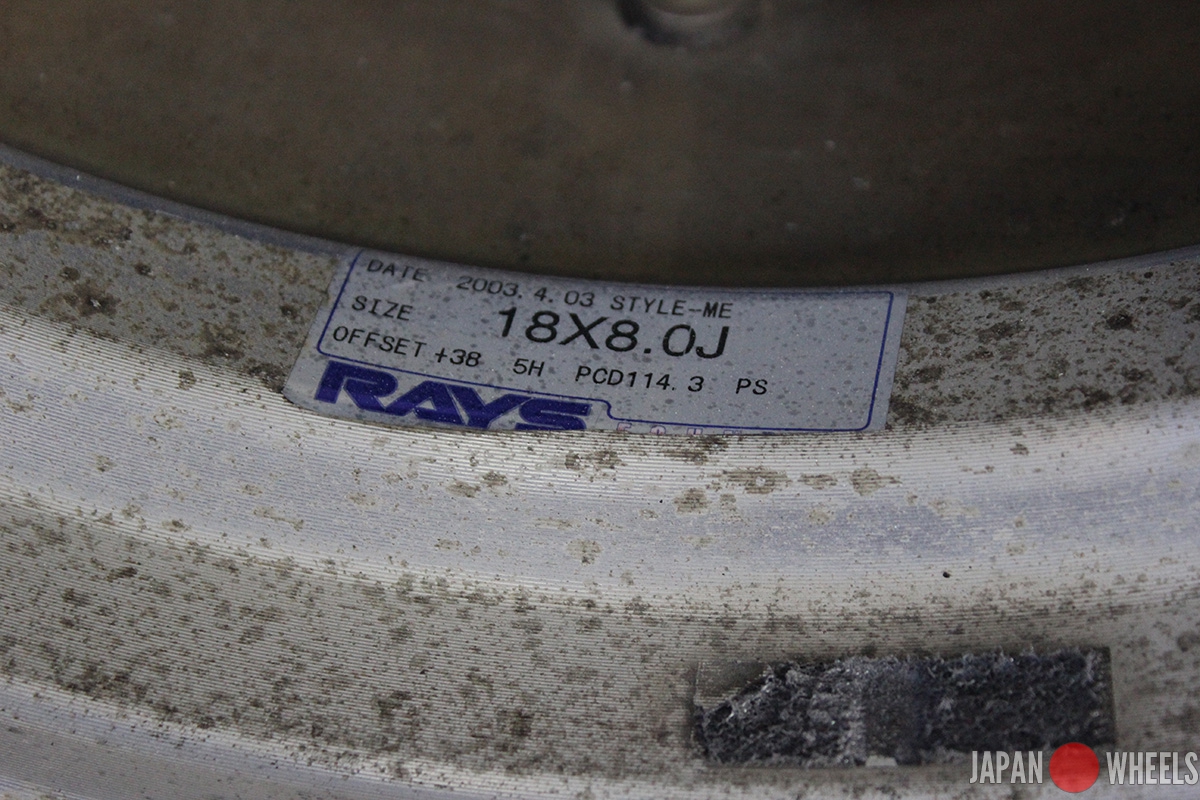 DATE 2003.4.03 STYLE-ME
SIZE 18X8.0J
OFFSET +38 5H PCD114.3 PS
RAYS
JAPAN WHEELS